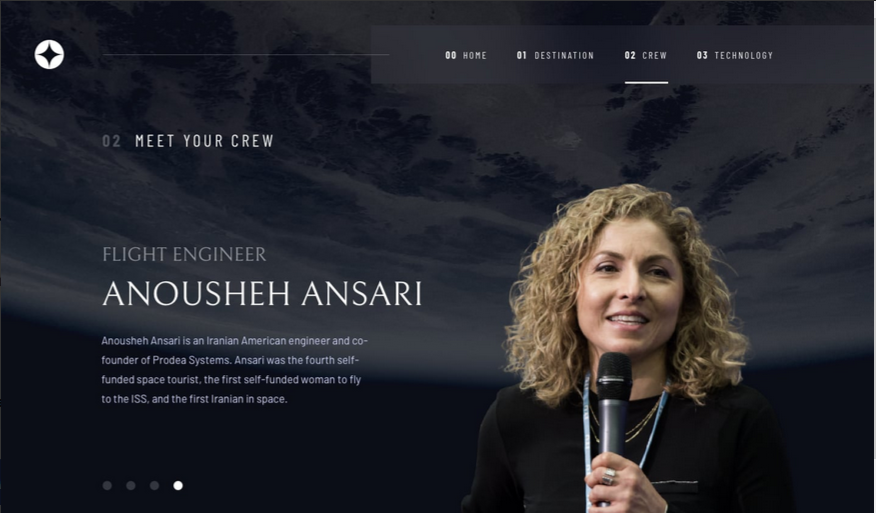 00 HOME 01 DESTINATION 02 CREW 03 TECHNOLOGY
02 MEET YOUR CREW
FLIGHT ENGINEER
ANOUSHEH ANSARI
Anousheh Ansari is an Iranian American engineer and co-
founder of Prodea Systems. Ansari was the fourth self-
funded space tourist, the first self-funded woman to fly
to the ISS, and the first Iranian in space.